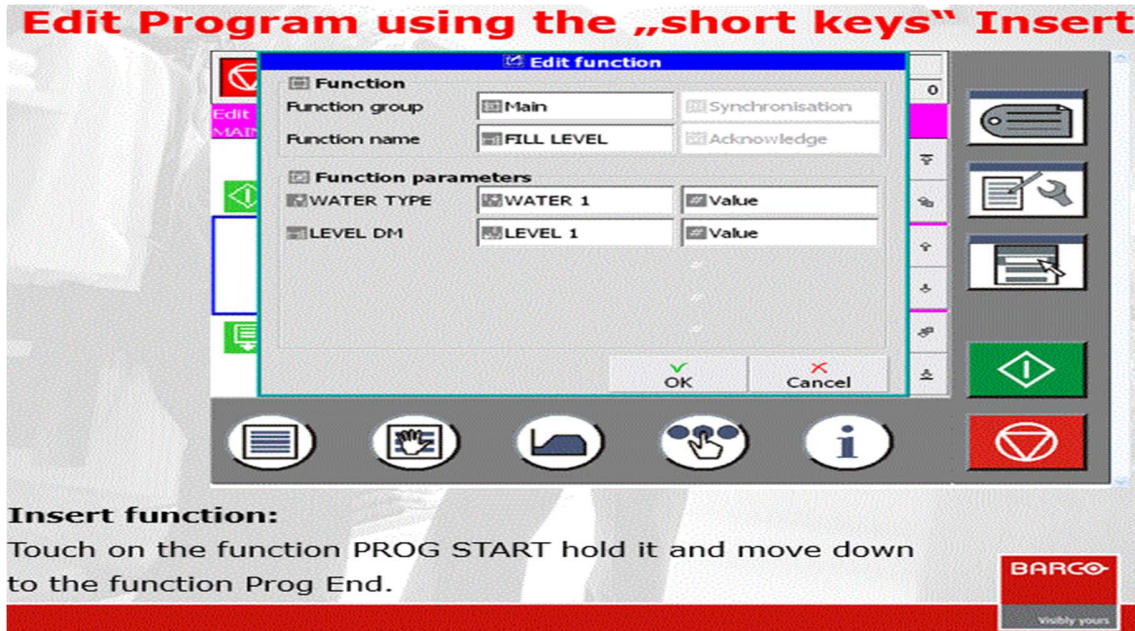 Edit Program using the „short keys“ Insert
Edit function
Function
0
Edit
Function group Main Synchronisation
MAIN
Function name FILL LEVEL Acknowledge
Function parameters
WATER TYPE WATER 1 Value
LEVEL DM LEVEL 1 Value
OK Cancel
i
Insert function:
Touch on the function PROG START hold it and move down
to the function Prog End.
BARCO
Visibly yours